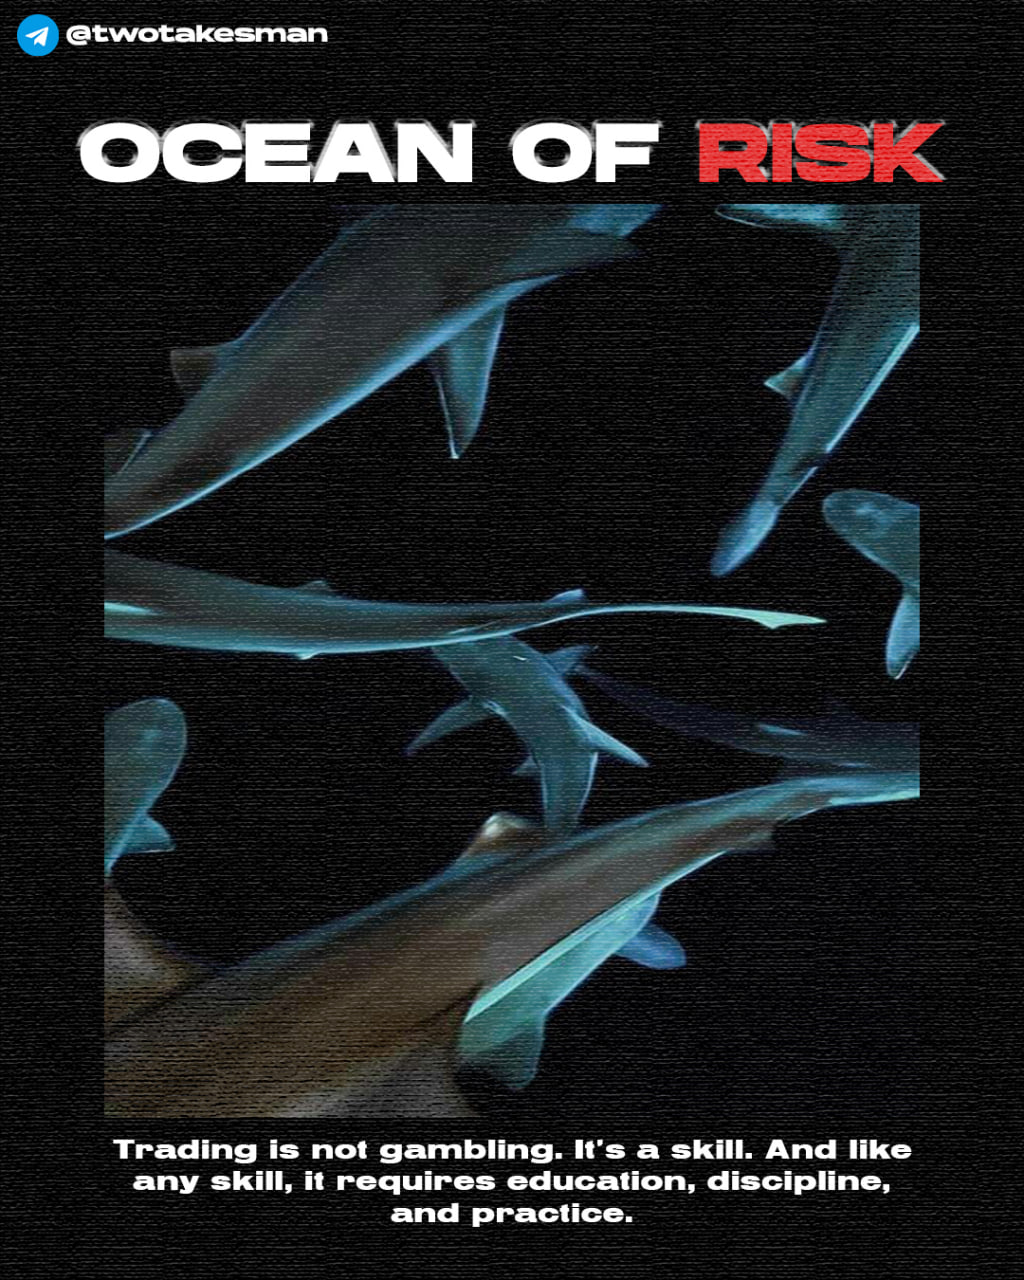 @twotakesman
OCEAN OF RISK
Trading is not gambling. It's a skill. And like
any skill, it requires education, discipline,
and practice.